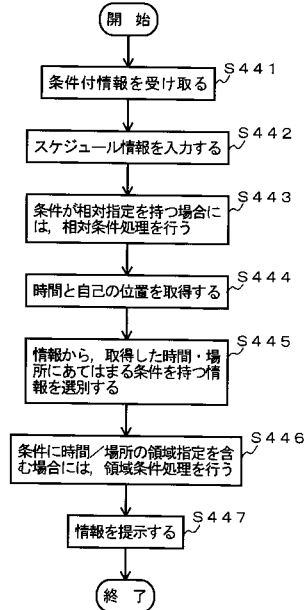 開 始
S441
条件付情報を受け取る
S442
スケジュール情報を入力する
S443
条件が相対指定を持つ場合に
は，相対条件処理を行う
S444
時間と自己の位置を取得する
S445
情報から，取得した時間・場
所にあてはまる条件を持つ情
報を選別する
S446
条件に時間／場所の領域指定を含
む場合には，領域条件処理を行う
S447
情報を提示する
終 了